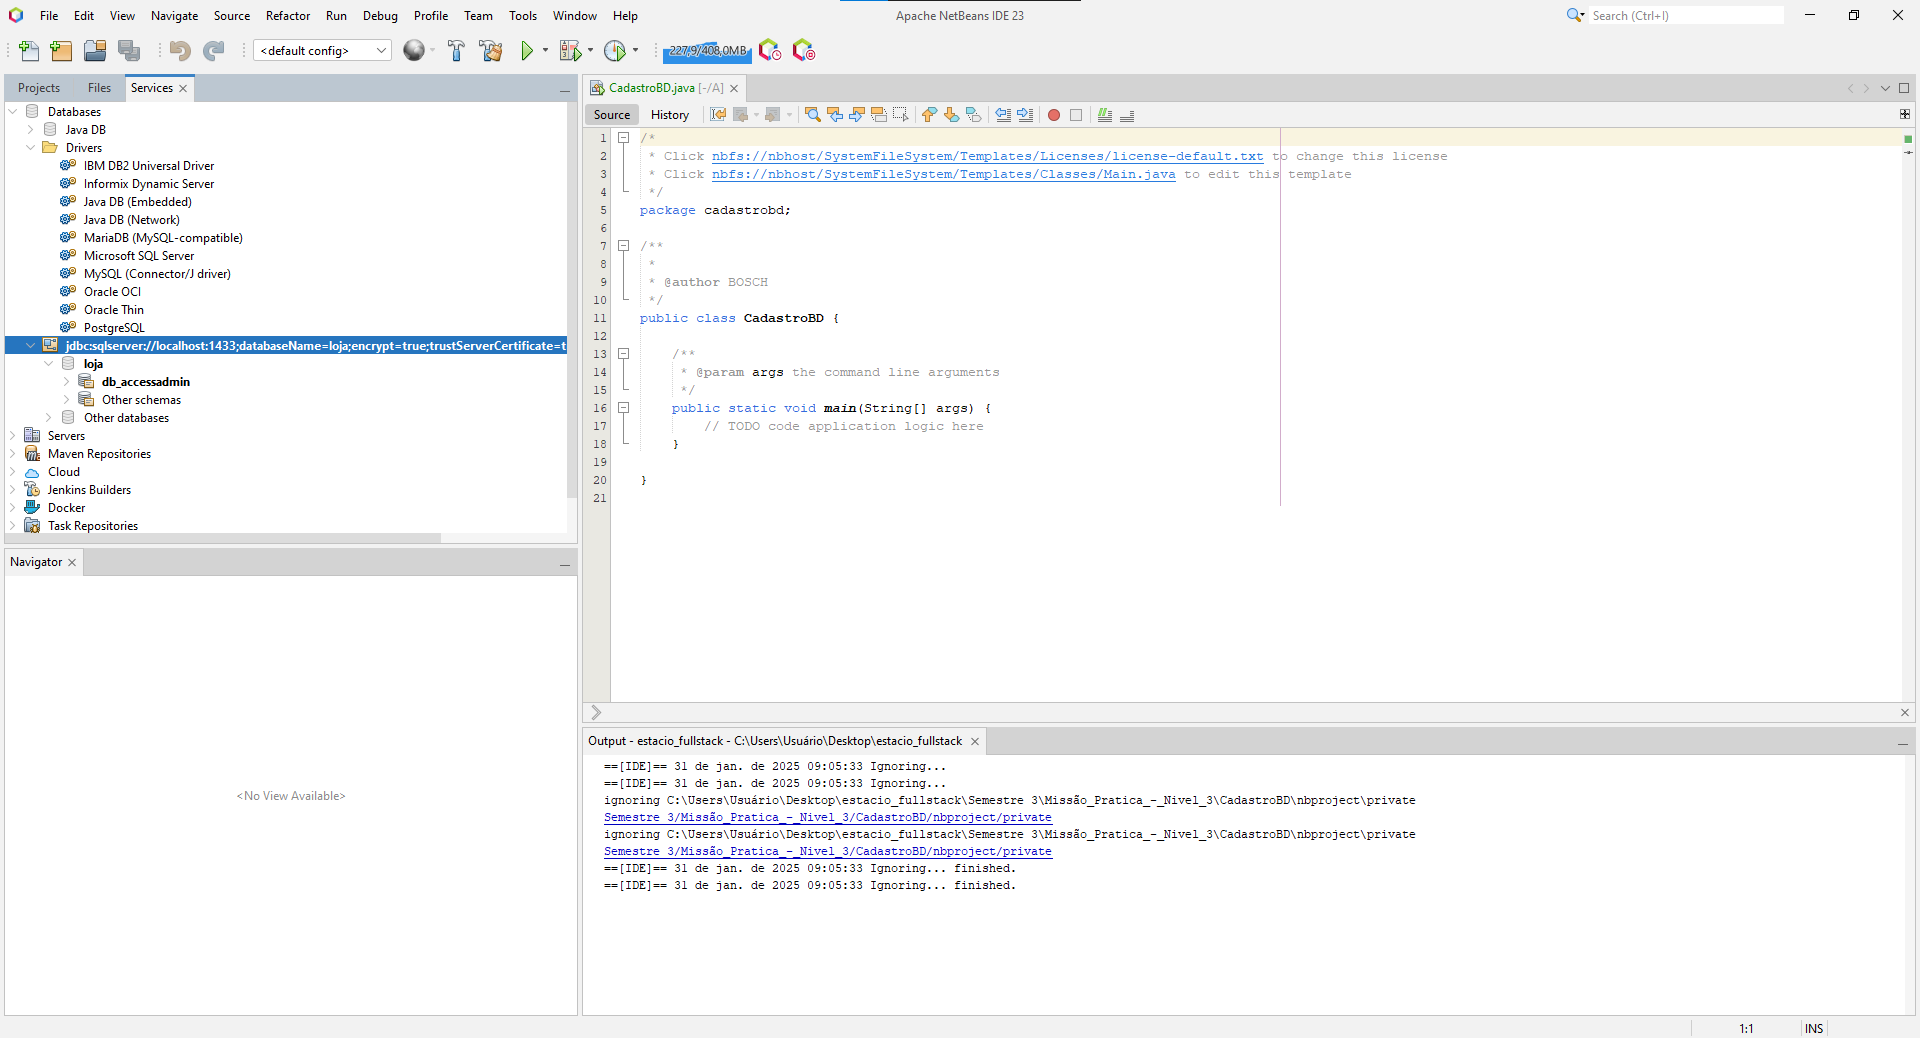 File Edit View Navigate Source Refactor Run Debug Profile Team Tools Window Help
Apache NetBeans IDE 23
Search (Ctrl+I)
<default config>
227,9/408,0MB
Projects Files Services
Databases
Java DB
Drivers
IBM DB2 Universal Driver
Informix Dynamic Server
Java DB (Embedded)
Java DB (Network)
MariaDB (MySQL-compatible)
Microsoft SQL Server
MySQL (Connector/J driver)
Oracle OCI
Oracle Thin
PostgreSQL
jdbc:sqlserver://localhost:1433;databaseName=loja;encrypt=true;trustServerCertificate=t
loja
db_accessadmin
Other schemas
Other databases
Servers
Maven Repositories
Cloud
Jenkins Builders
Docker
Task Repositories
Navigator
<No View Available>
CadastroBD.java [-/A]
Source History
1 /*
2 * Click nbfs://nbhost/SystemFileSystem/Templates/Licenses/license-default.txt to change this license
3 * Click nbfs://nbhost/SystemFileSystem/Templates/Classes/Main.java to edit this template
4 */
5 package cadastrobd;
6
7 /**
8 *
9 * @author BOSCH
10 */
11 public class CadastroBD {
12
13 /**
14 * @param args the command line arguments
15 */
16 public static void main(String[] args) {
17 // TODO code application logic here
18 }
19
20 }
21
Output - estacio_fullstack - C:\Users\Usuário\Desktop\estacio_fullstack
==[IDE]== 31 de jan. de 2025 09:05:33 Ignoring...
==[IDE]== 31 de jan. de 2025 09:05:33 Ignoring...
ignoring C:\Users\Usuário\Desktop\estacio_fullstack\Semestre 3\Missão_Pratica_-_Nivel_3\CadastroBD\nbproject\private
Semestre 3/Missão_Pratica_-_Nivel_3/CadastroBD/nbproject/private
ignoring C:\Users\Usuário\Desktop\estacio_fullstack\Semestre 3\Missão_Pratica_-_Nivel_3\CadastroBD\nbproject\private
Semestre 3/Missão_Pratica_-_Nivel_3/CadastroBD/nbproject/private
==[IDE]== 31 de jan. de 2025 09:05:33 Ignoring... finished.
==[IDE]== 31 de jan. de 2025 09:05:33 Ignoring... finished.
1:1 INS